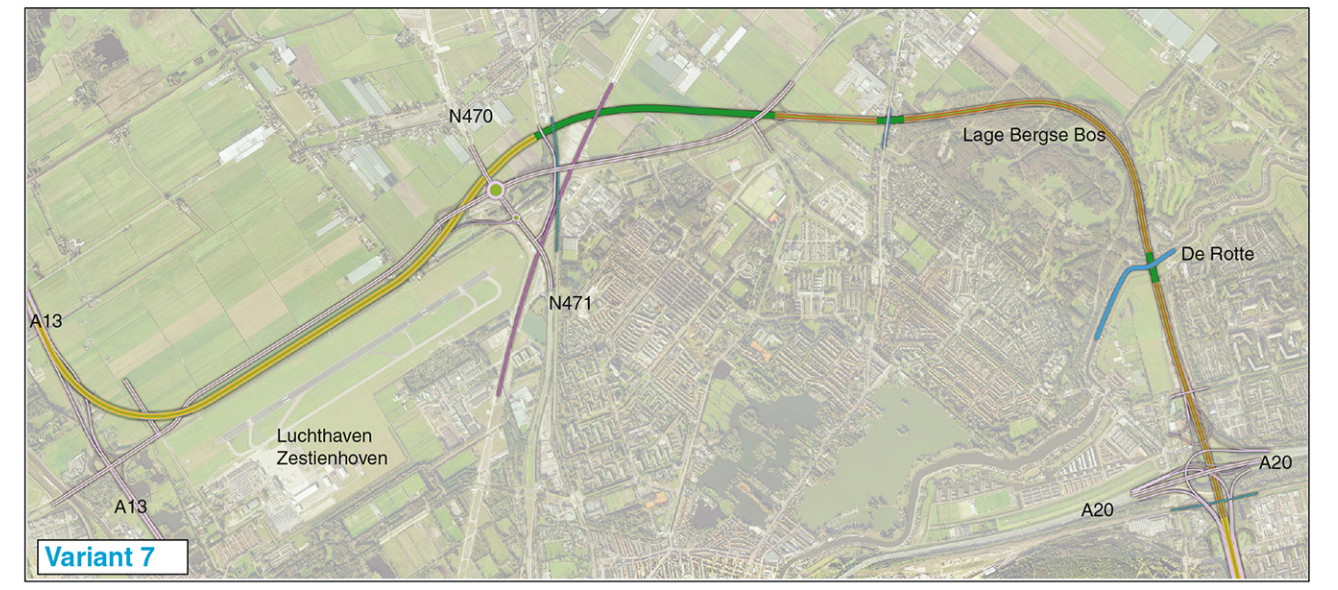 N470
Lage Bergse Bos
De Rotte
N471
A13
Luchthaven
Zestienhoven
A20
A13
A20
Variant 7